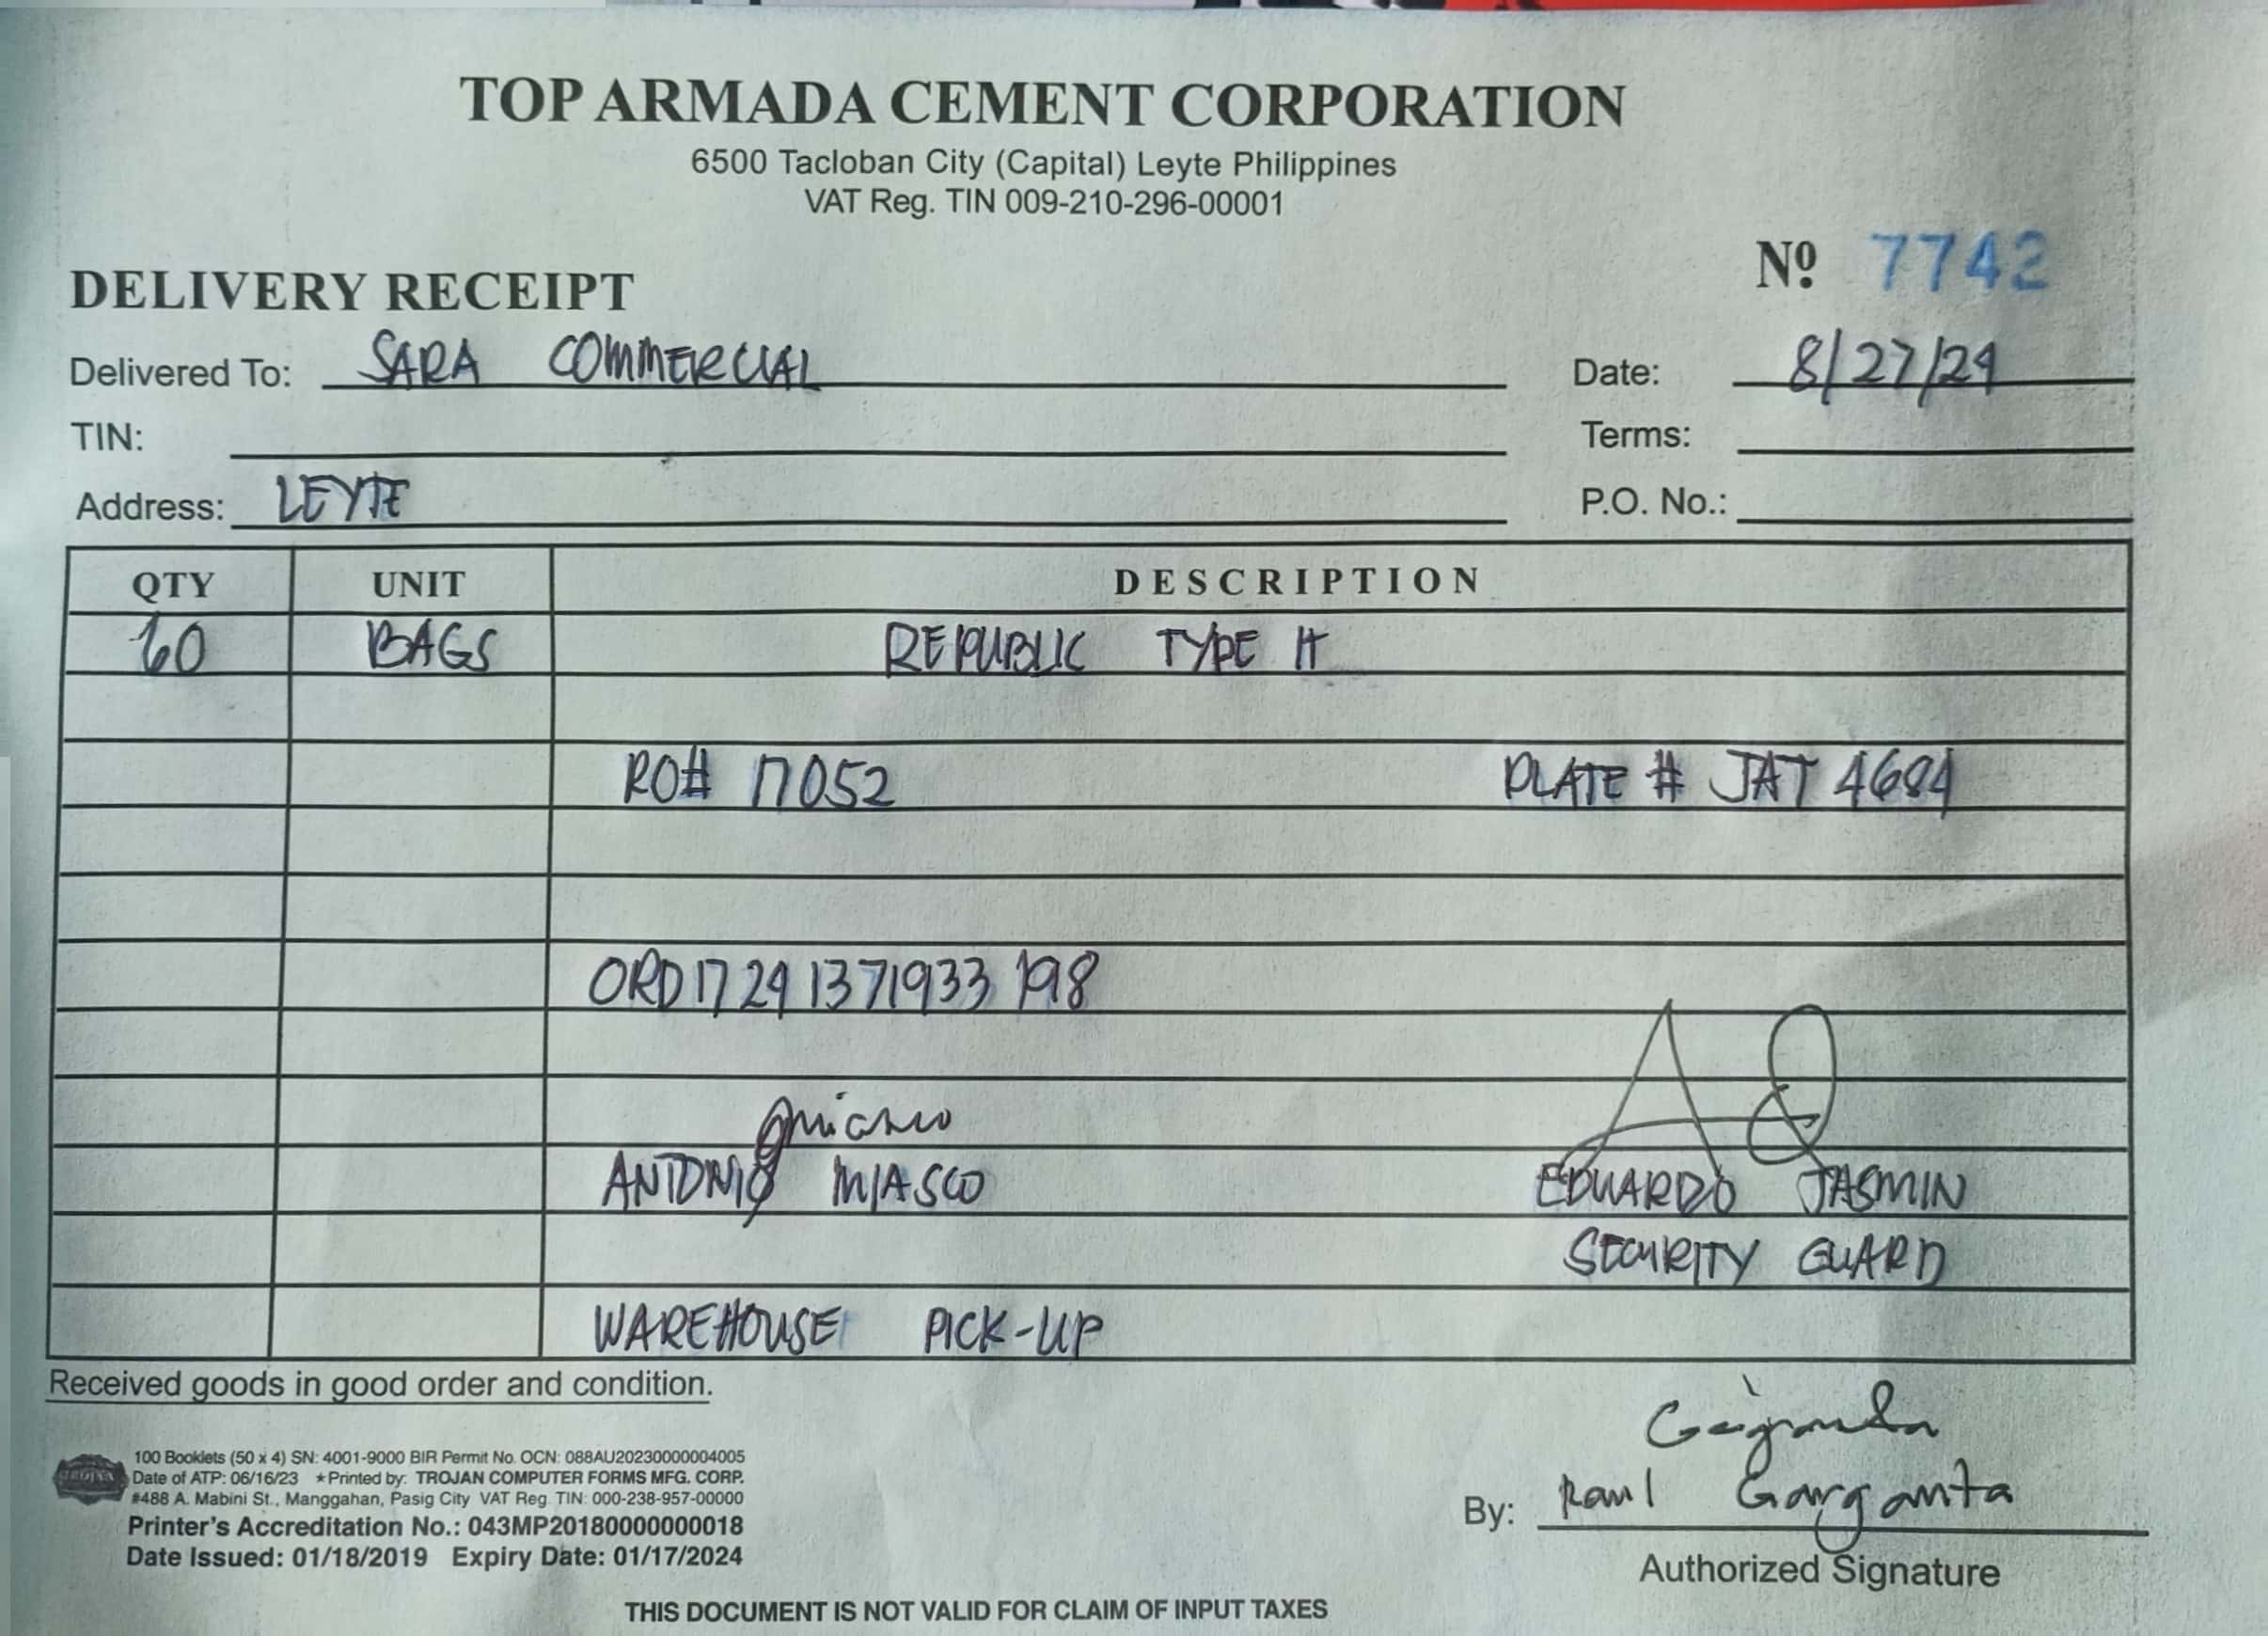 TOP ARMADA CEMENT CORPORATION
6500 Tacloban City (Capital) Leyte Philippines
VAT Reg. TIN 009-210-296-00001
Nº 7742
DELIVERY RECEIPT
Delivered To: SARA COMMERCIAL Date: 8/27/24
TIN: Terms:
Address: LEYTE P.O. No.:
QTY UNIT DESCRIPTION
60 BAGS REPUBLIC TYPE
RO# 17052 PLATE # JAT 4684
ORD17241371933198
ANTONIO MIASCO EDUARDO JASMIN
SECURITY GUARD
WAREHOUSE PICK-UP
Received goods in good order and condition.
100 Booklets (50 x 4) SN: 4001-9000 BIR Permit No. OCN: 088AU20230000004005
Date of ATP: 06/16/23 ★Printed by: TROJAN COMPUTER FORMS MFG. CORP.
#488 A. Mabini St., Manggahan, Pasig City VAT Reg. TIN: 000-238-957-00000
Printer's Accreditation No.: 043MP20180000000018
Date Issued: 01/18/2019 Expiry Date: 01/17/2024
By: Raul Garganta
Authorized Signature
THIS DOCUMENT IS NOT VALID FOR CLAIM OF INPUT TAXES